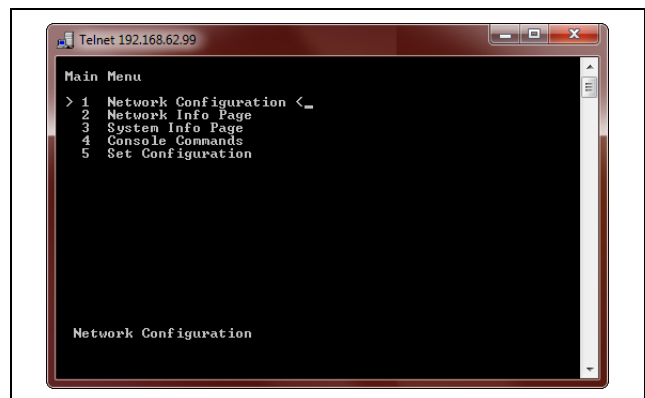 Telnet 192.168.62.99
Main Menu
> 1 Network Configuration <_
2 Network Info Page
3 System Info Page
4 Console Commands
5 Set Configuration
Network Configuration